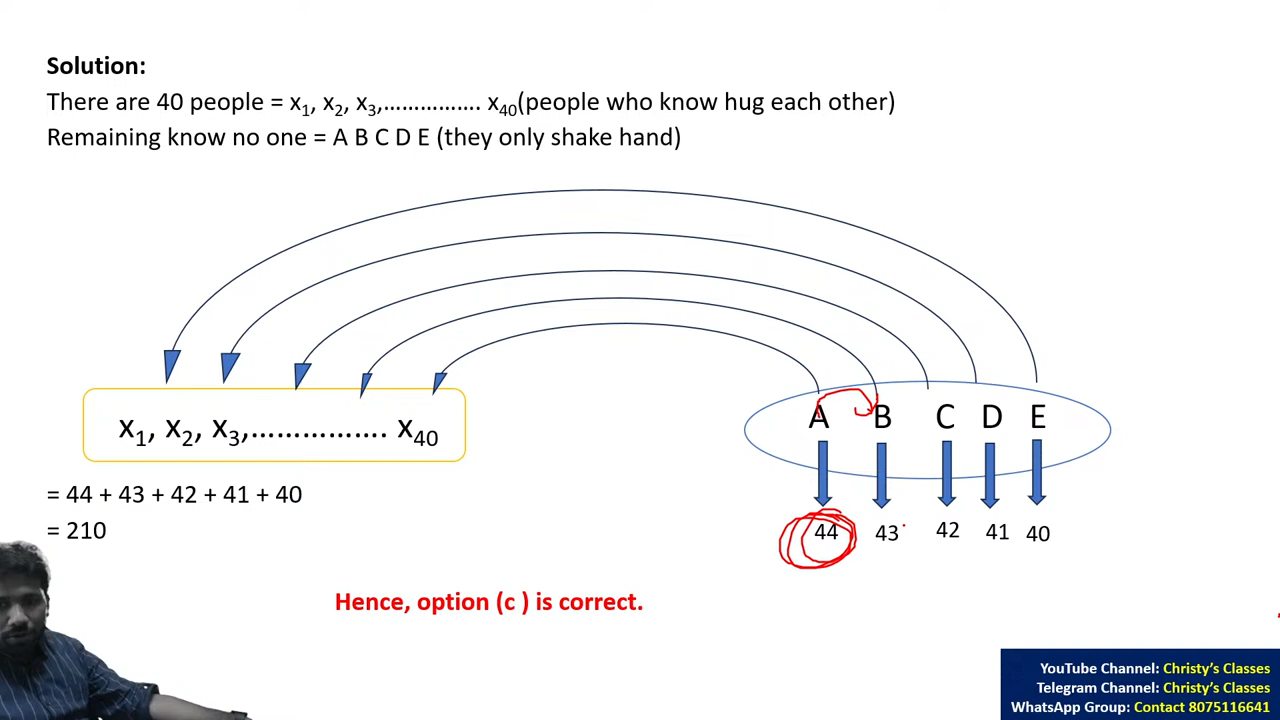 Solution:
There are 40 people = x₁, x₂, x₃,……………. x₄₀(people who know hug each other)
Remaining know no one = A B C D E (they only shake hand)
x₁, x₂, x₃,……………. x₄₀
A B C D E
= 44 + 43 + 42 + 41 + 40
44 43 42 41 40
= 210
Hence, option (c ) is correct.
YouTube Channel: Christy's Classes
Telegram Channel: Christy's Classes
WhatsApp Group: Contact 8075116641